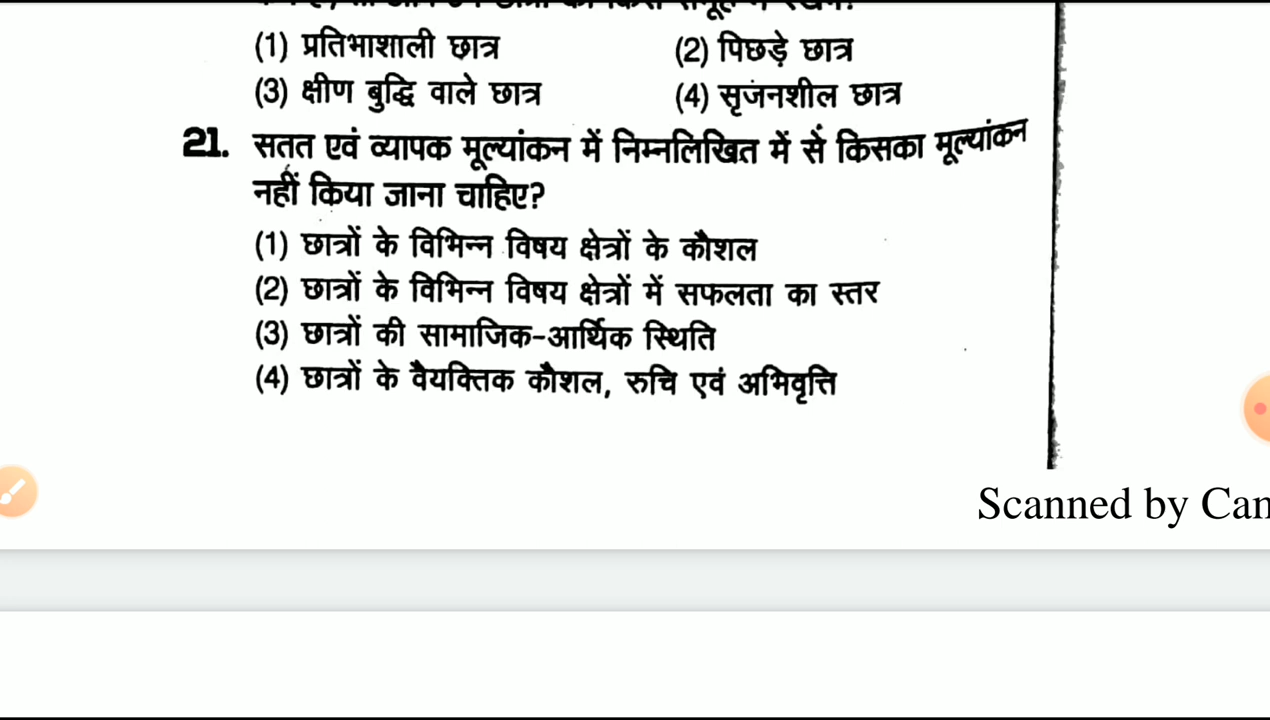 (1) प्रतिभाशाली छात्र (2) पिछड़े छात्र
(3) क्षीण बुद्धि वाले छात्र (4) सृजनशील छात्र
21. सतत एवं व्यापक मूल्यांकन में निम्नलिखित में से किसका मूल्यांकन
नहीं किया जाना चाहिए?
(1) छात्रों के विभिन्न विषय क्षेत्रों के कौशल
(2) छात्रों के विभिन्न विषय क्षेत्रों में सफलता का स्तर
(3) छात्रों की सामाजिक-आर्थिक स्थिति
(4) छात्रों के वैयक्तिक कौशल, रुचि एवं अभिवृत्ति
Scanned by Cam